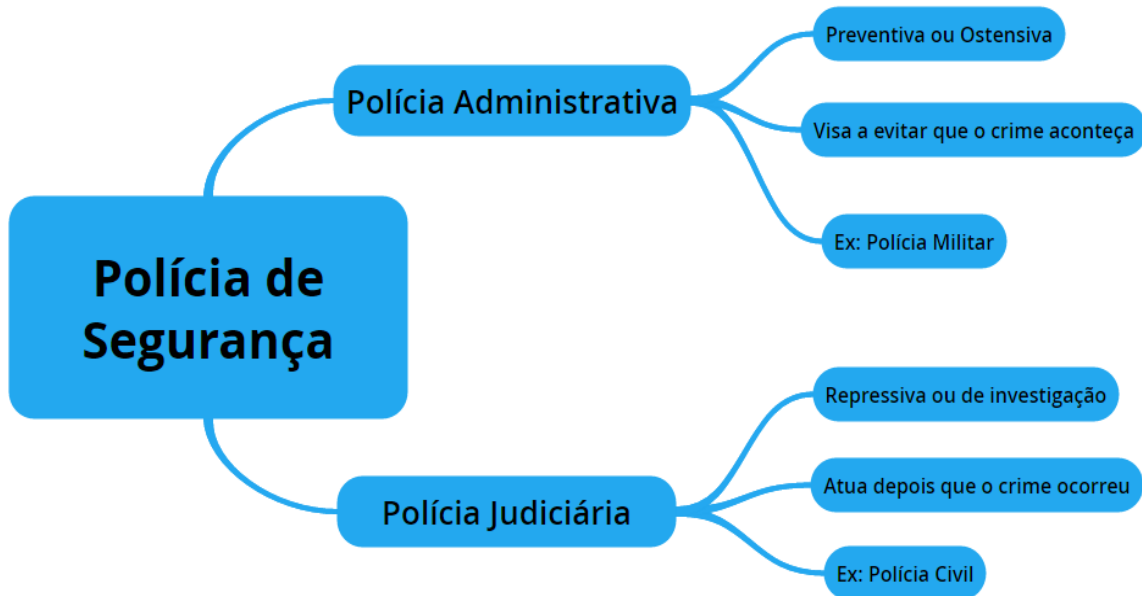 Polícia de
Segurança
Polícia Administrativa
Preventiva ou Ostensiva
Visa a evitar que o crime aconteça
Ex: Polícia Militar
Polícia Judiciária
Repressiva ou de investigação
Atua depois que o crime ocorreu
Ex: Polícia Civil